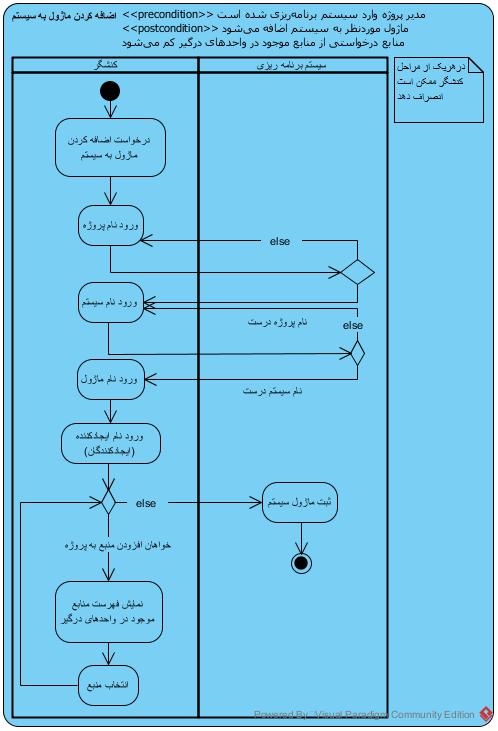 اضافه کردن ماژول به سیستم <<precondition>> مدیر پروژه وارد سیستم برنامه‌ریزی شده است
<<postcondition>> ماژول موردنظر به سیستم اضافه می‌شود
منابع درخواستی از منابع موجود در واحدهای درگیر کم می‌شود
کنشگر
سیستم برنامه ریزی
درهریک از مراحل
کنشگر ممکن است
انصراف دهد
درخواست اضافه کردن
ماژول به سیستم
ورود نام پروژه
else
ورود نام سیستم
نام پروژه درست
else
ورود نام ماژول
نام سیستم درست
ورود نام ایجادکننده
(ایجادکنندگان)
else
ثبت ماژول سیستم
خواهان افزودن منبع به پروژه
نمایش فهرست منابع
موجود در واحدهای درگیر
انتخاب منبع
Powered By Visual Paradigm Community Edition